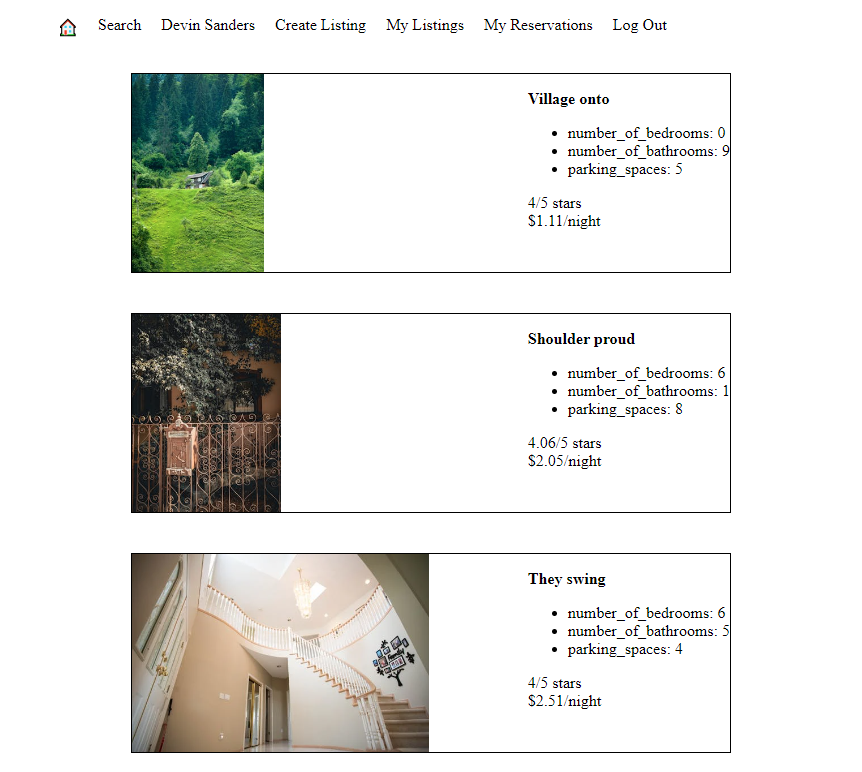 Search Devin Sanders Create Listing My Listings My Reservations Log Out
Village onto
number_of_bedrooms: 0
number_of_bathrooms: 9
parking_spaces: 5
4/5 stars
$1.11/night
Shoulder proud
number_of_bedrooms: 6
number_of_bathrooms: 1
parking_spaces: 8
4.06/5 stars
$2.05/night
family
They swing
number_of_bedrooms: 6
number_of_bathrooms: 5
parking_spaces: 4
4/5 stars
$2.51/night